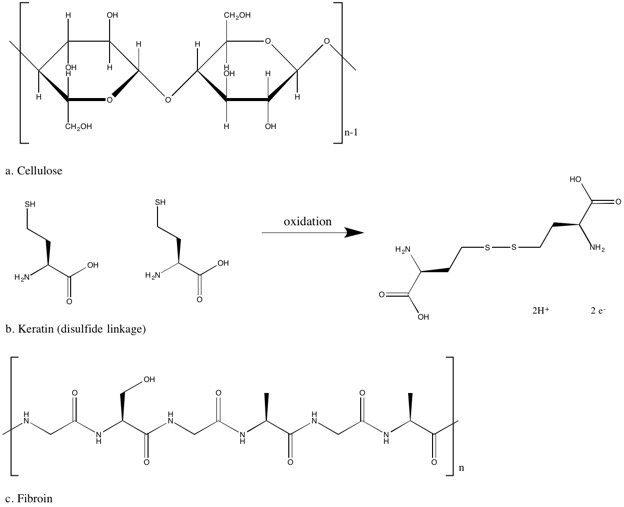 H OH CH₂OH
H O O
OH H H H OH H
H H O O H OH H
CH₂OH
n-1
a. Cellulose
SH SH
oxidation
HO O
H₂N OH H₂N OH
O O
H₂N S S NH₂
O OH
2H⁺ 2 e⁻
b. Keratin (disulfide linkage)
OH
H N O H N O H N O
N H O N H O N H O
n
c. Fibroin